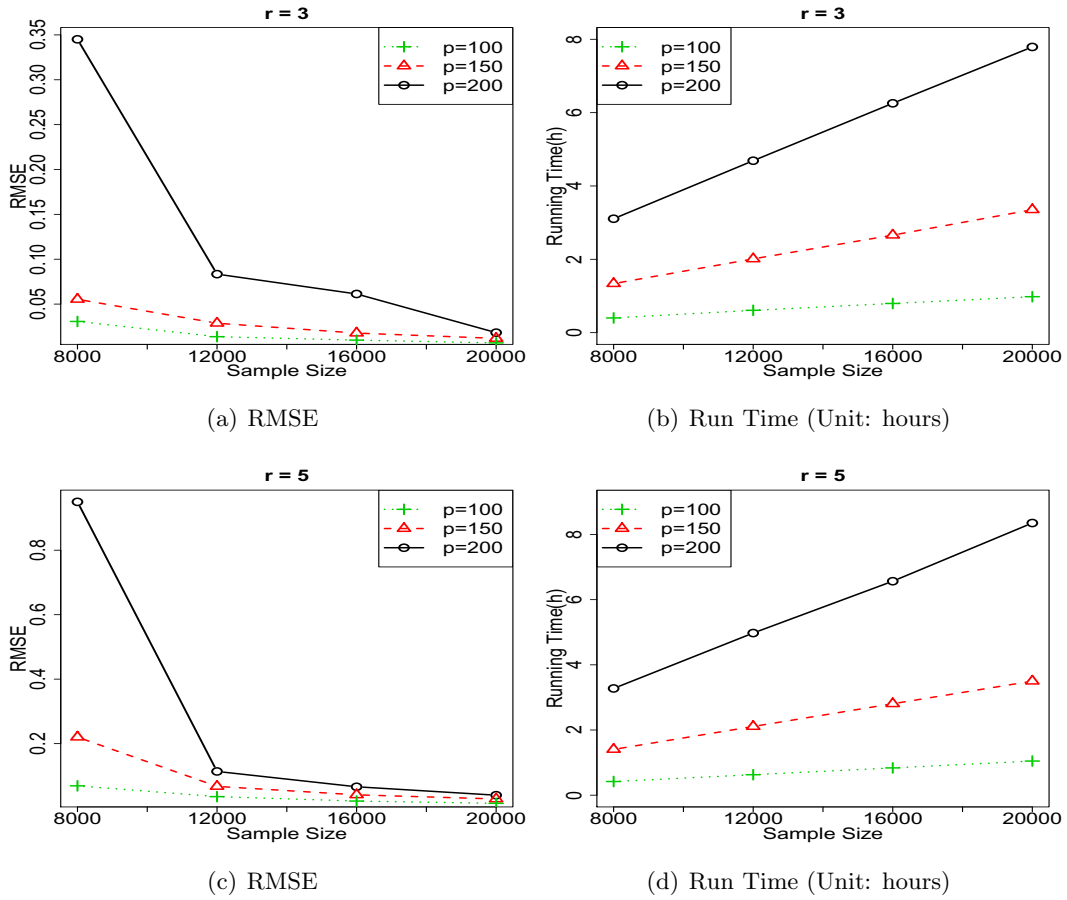 r = 3
RMSE
0.05 0.10 0.15 0.20 0.25 0.30 0.35
p=100
p=150
p=200
8000 12000 16000 20000
Sample Size
(a) RMSE
r = 3
Running Time(h)
0 2 4 6 8
p=100
p=150
p=200
8000 12000 16000 20000
Sample Size
(b) Run Time (Unit: hours)
r = 5
RMSE
0.2 0.4 0.6 0.8
p=100
p=150
p=200
8000 12000 16000 20000
Sample Size
(c) RMSE
r = 5
Running Time(h)
0 2 4 6 8
p=100
p=150
p=200
8000 12000 16000 20000
Sample Size
(d) Run Time (Unit: hours)